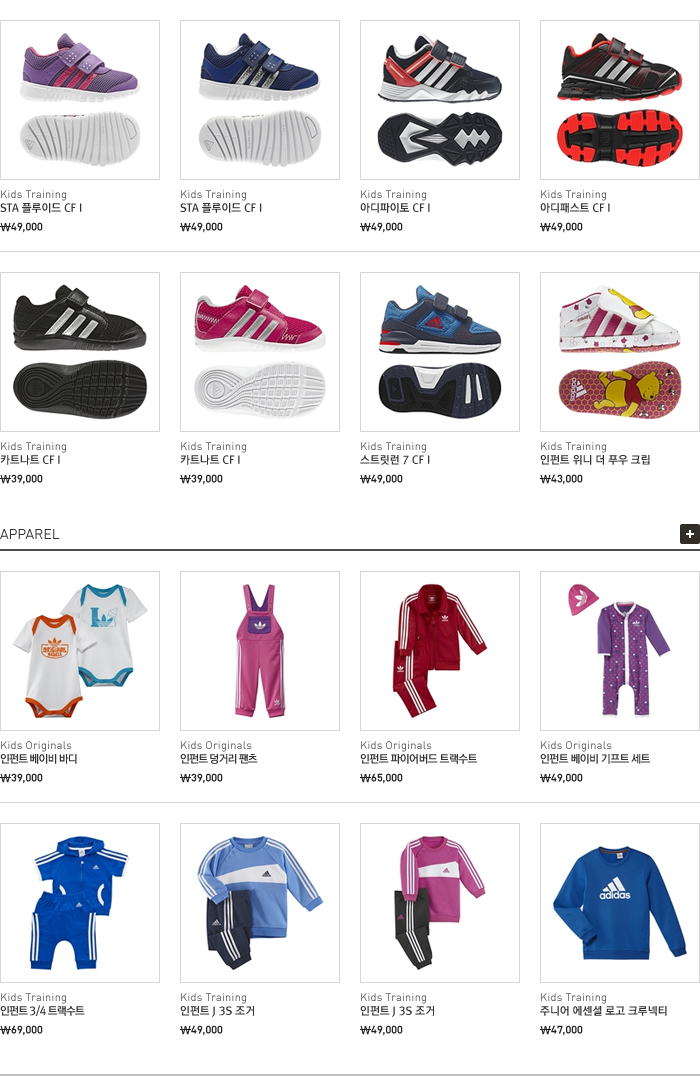 Kids Training
STA 플루이드 CF I
₩49,000
Kids Training
STA 플루이드 CF I
₩49,000
Kids Training
아디파이토 CF I
₩49,000
Kids Training
아디패스트 CF I
₩49,000
Kids Training
카트나트 CF I
₩39,000
Kids Training
카트나트 CF I
₩39,000
Kids Training
스트릿런 7 CF I
₩49,000
adidas
Kids Training
인펀트 위니 더 푸우 크립
₩43,000
APPAREL
Kids Originals
인펀트 베이비 바디
₩39,000
Kids Originals
인펀트 덩거리 팬츠
₩39,000
Kids Originals
인펀트 파이어버드 트랙수트
₩65,000
Kids Originals
인펀트 베이비 기프트 세트
₩49,000
Kids Training
인펀트 3/4 트랙수트
₩69,000
Kids Training
인펀트 J 3S 조거
₩49,000
Kids Training
인펀트 J 3S 조거
₩49,000
adidas
Kids Training
주니어 에센셜 로고 크루넥티
₩47,000